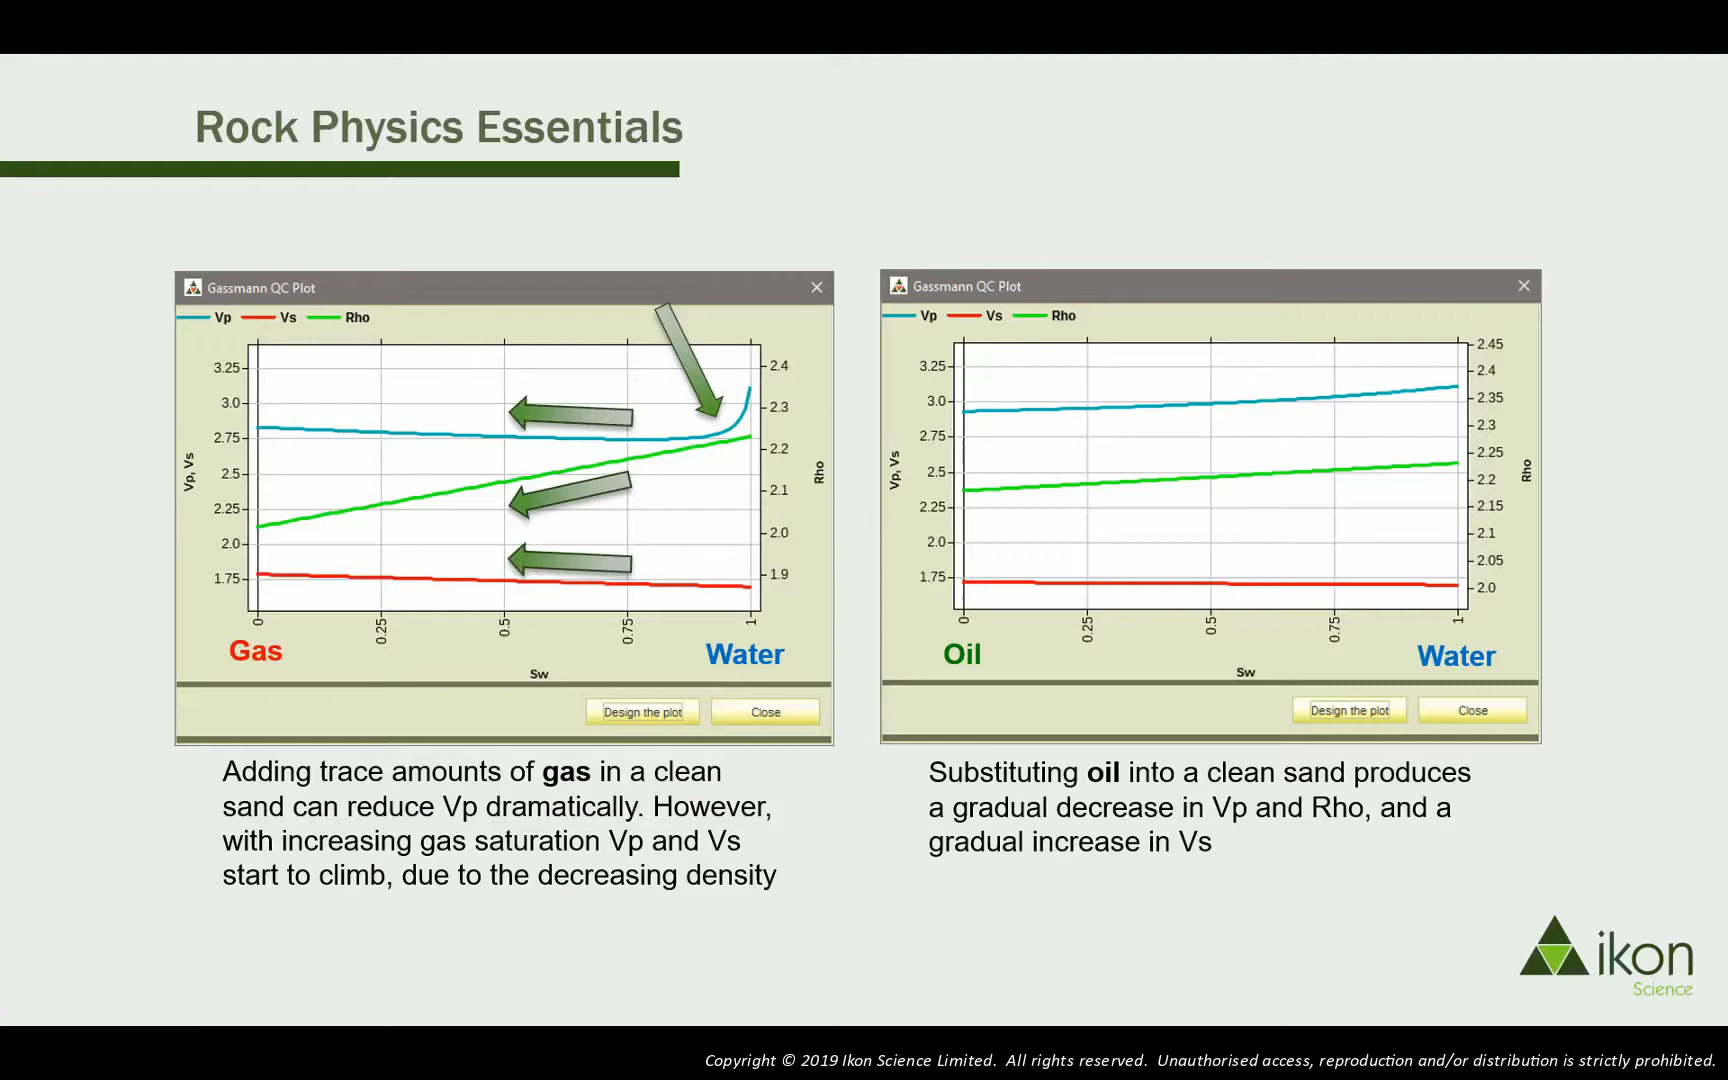 Rock Physics Essentials
Gassmann QC Plot
Vp Vs Rho
3.25
3.0
2.75
2.5
2.25
2.0
1.75
Vp, Vs
2.4
2.3
2.2
2.1
2.0
1.9
Rho
0 0.25 0.5 0.75 1
Gas Water
Sw
Design the plot Close
Adding trace amounts of gas in a clean
sand can reduce Vp dramatically. However,
with increasing gas saturation Vp and Vs
start to climb, due to the decreasing density
Gassmann QC Plot
Vp Vs Rho
3.25
3.0
2.75
2.5
2.25
2.0
1.75
Vp, Vs
2.45
2.4
2.35
2.3
2.25
2.2
2.15
2.1
2.05
2.0
Rho
0 0.25 0.5 0.75 1
Oil Water
Sw
Design the plot Close
Substituting oil into a clean sand produces
a gradual decrease in Vp and Rho, and a
gradual increase in Vs
ikon
Science
Copyright © 2019 Ikon Science Limited. All rights reserved. Unauthorised access, reproduction and/or distribution is strictly prohibited.